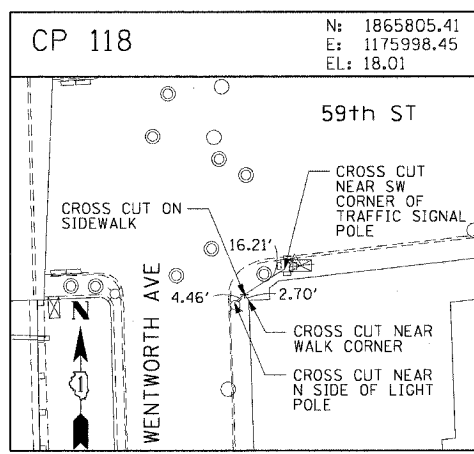 CP 118
N: 1865805.41
E: 1175998.45
EL: 18.01
59th ST
CROSS CUT
NEAR SW
CORNER OF
TRAFFIC SIGNAL
POLE
CROSS CUT ON
SIDEWALK
16.21'
4.46'
2.70'
WENTWORTH AVE
N
1
CROSS CUT NEAR
WALK CORNER
CROSS CUT NEAR
N SIDE OF LIGHT
POLE